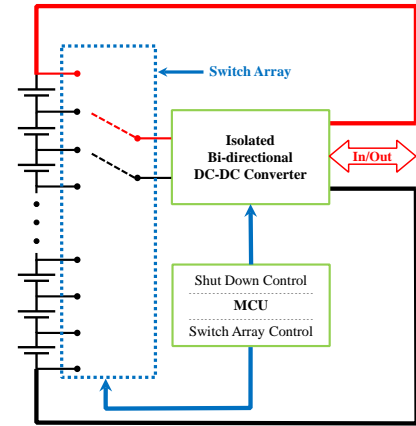 Switch Array
Isolated
Bi-directional
DC-DC Converter
In/Out
Shut Down Control
MCU
Switch Array Control